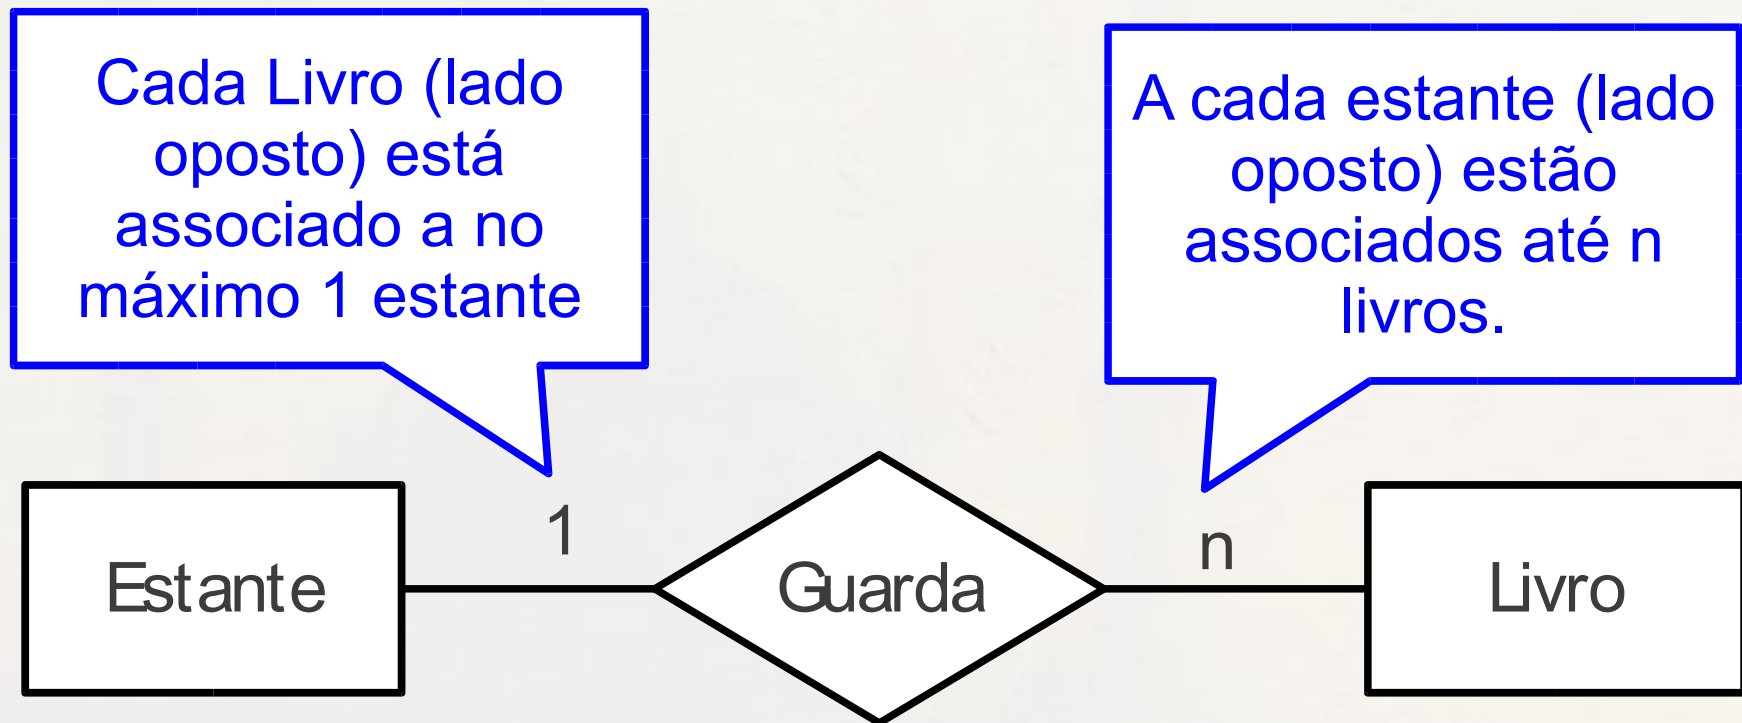 Cada Livro (lado
oposto) está
associado a no
máximo 1 estante
A cada estante (lado
oposto) estão
associados até n
livros.
1
n
Estante
Guarda
Livro